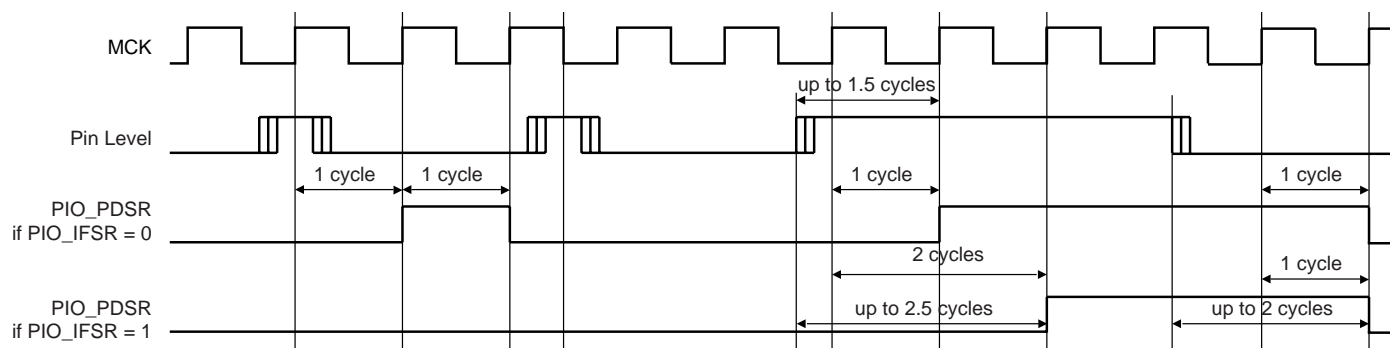 MCK
up to 1.5 cycles
Pin Level
1 cycle
1 cycle
1 cycle
1 cycle
PIO_PDSR
if PIO_IFSR = 0
2 cycles
1 cycle
PIO_PDSR
if PIO_IFSR = 1
up to 2.5 cycles
up to 2 cycles